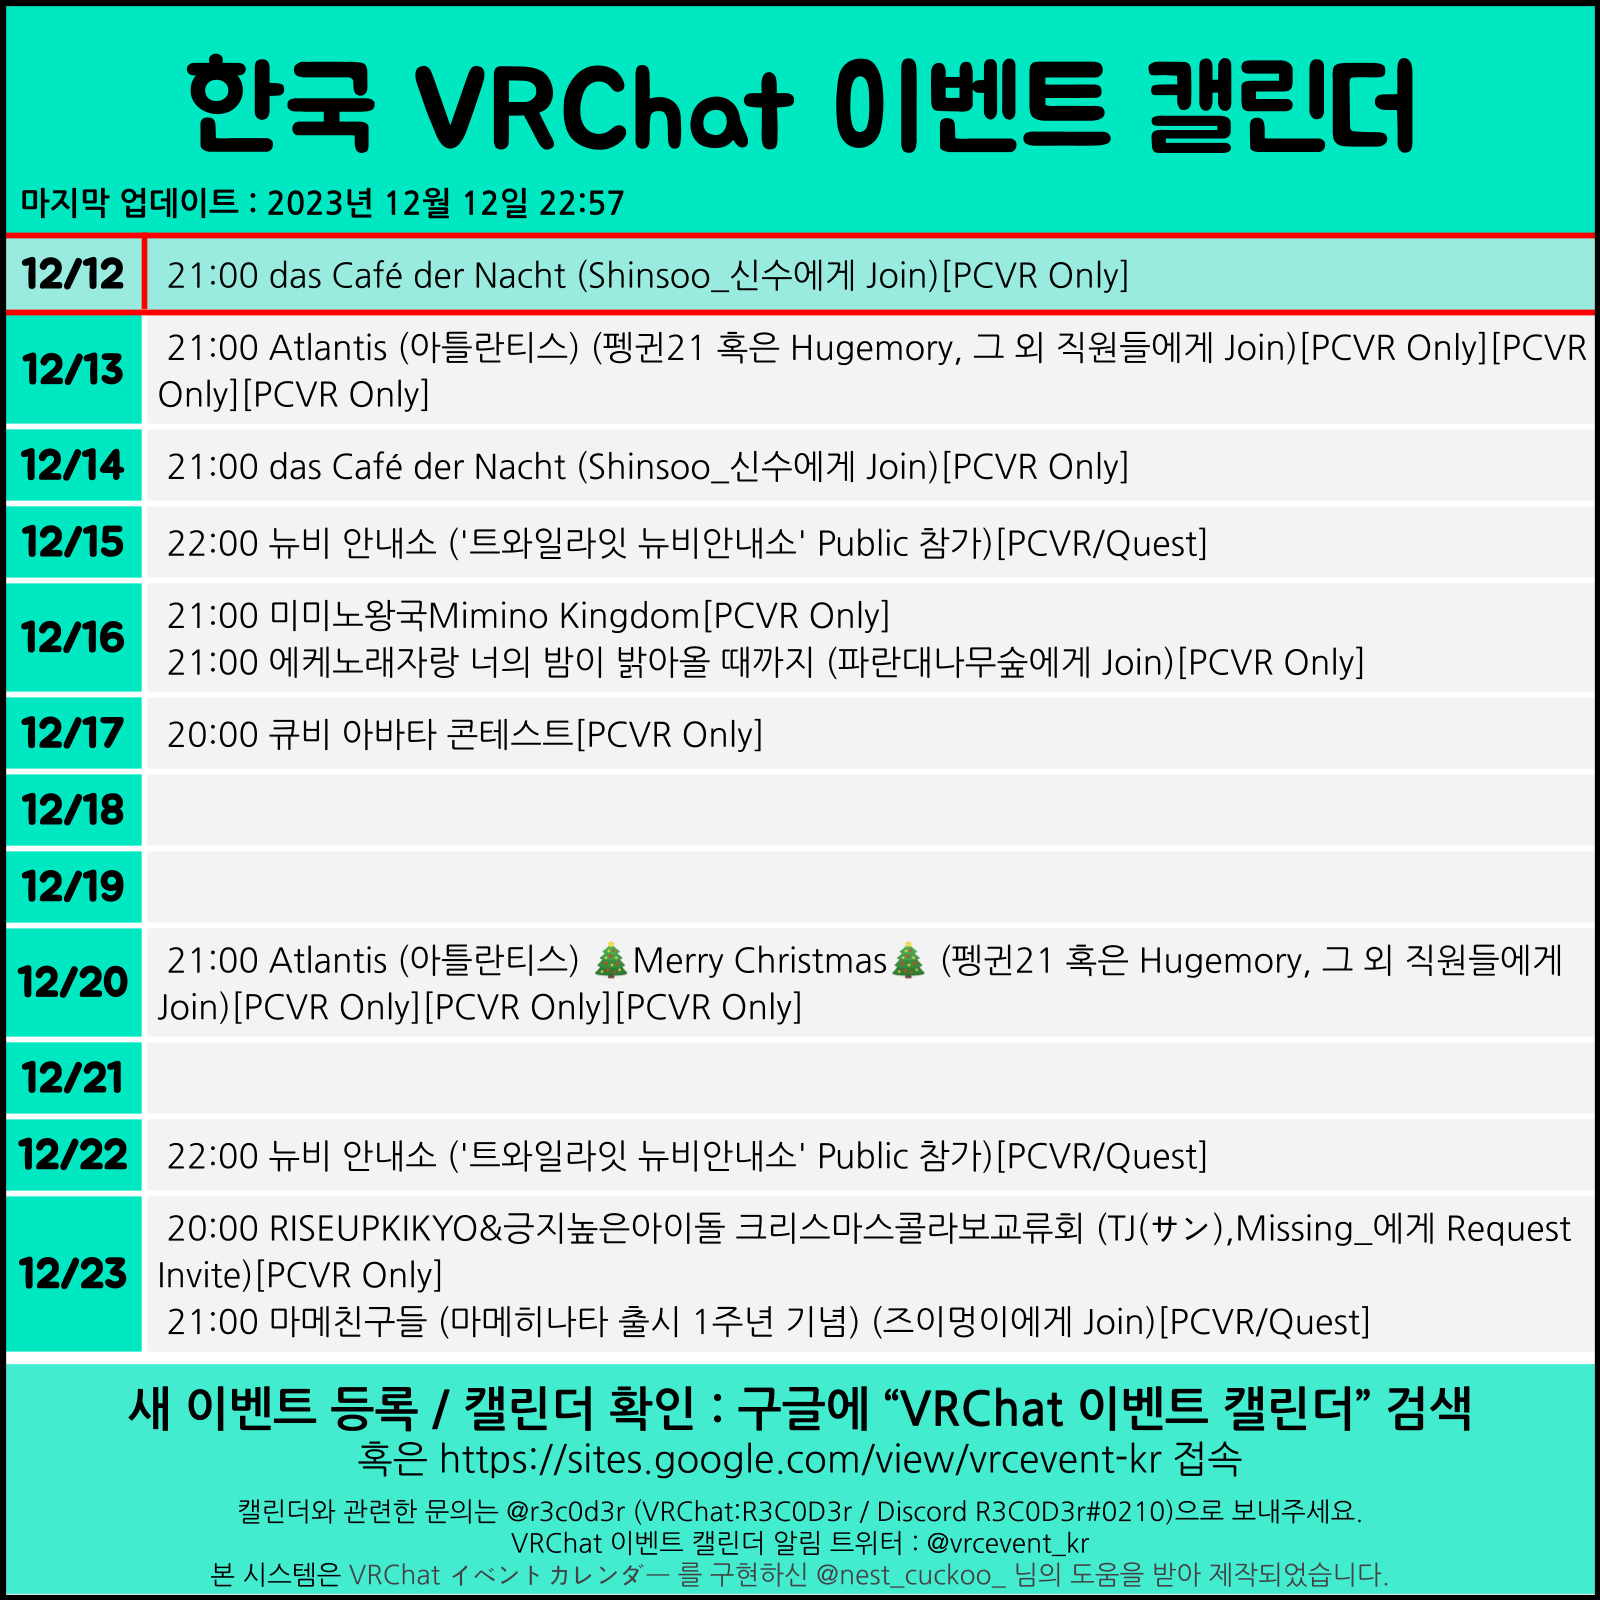 한국 VRChat 이벤트 캘린더
마지막 업데이트 : 2023년 12월 12일 22:57
12/12
21:00 das Café der Nacht (Shinsoo_신수에게 Join)[PCVR Only]
12/13
21:00 Atlantis (아틀란티스) (펭귄21 혹은 Hugemory, 그 외 직원들에게 Join)[PCVR Only][PCVR
Only][PCVR Only]
12/14
21:00 das Café der Nacht (Shinsoo_신수에게 Join)[PCVR Only]
12/15
22:00 뉴비 안내소 ('트와일라잇 뉴비안내소' Public 참가)[PCVR/Quest]
12/16
21:00 미미노왕국Mimino Kingdom[PCVR Only]
21:00 에케노래자랑 너의 밤이 밝아올 때까지 (파란대나무숲에게 Join)[PCVR Only]
12/17
20:00 큐비 아바타 콘테스트[PCVR Only]
12/18
12/19
12/20
21:00 Atlantis (아틀란티스) 🎄Merry Christmas🎄 (펭귄21 혹은 Hugemory, 그 외 직원들에게
Join)[PCVR Only][PCVR Only][PCVR Only]
12/21
12/22
22:00 뉴비 안내소 ('트와일라잇 뉴비안내소' Public 참가)[PCVR/Quest]
12/23
20:00 RISEUPKIKYO&긍지높은아이돌 크리스마스콜라보교류회 (TJ(サン),Missing_에게 Request
Invite)[PCVR Only]
21:00 마메친구들 (마메히나타 출시 1주년 기념) (즈이멍이에게 Join)[PCVR/Quest]
새 이벤트 등록 / 캘린더 확인 : 구글에 “VRChat 이벤트 캘린더” 검색
혹은 https://sites.google.com/view/vrcevent-kr 접속
캘린더와 관련한 문의는 @r3c0d3r (VRChat:R3C0D3r / Discord R3C0D3r#0210)으로 보내주세요.
VRChat 이벤트 캘린더 알림 트위터 : @vrcevent_kr
본 시스템은 VRChat イベントカレンダー 를 구현하신 @nest_cuckoo_ 님의 도움을 받아 제작되었습니다.